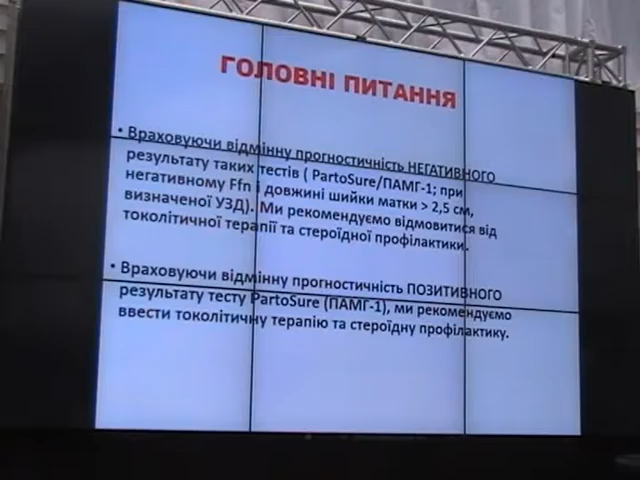 ГОЛОВНІ ПИТАННЯ
• Враховуючи відмінну прогностичність НЕГАТИВНОГО
результату таких тестів ( PartoSure/ПАМГ-1; при
негативному Ffn і довжині шийки матки > 2,5 см,
визначеної УЗД). Ми рекомендуємо відмовитися від
токолітичної терапії та стероїдної профілактики.
• Враховуючи відмінну прогностичність ПОЗИТИВНОГО
результату тесту PartoSure (ПАМГ-1), ми рекомендуємо
ввести токолітичну терапію та стероїдну профілактику.